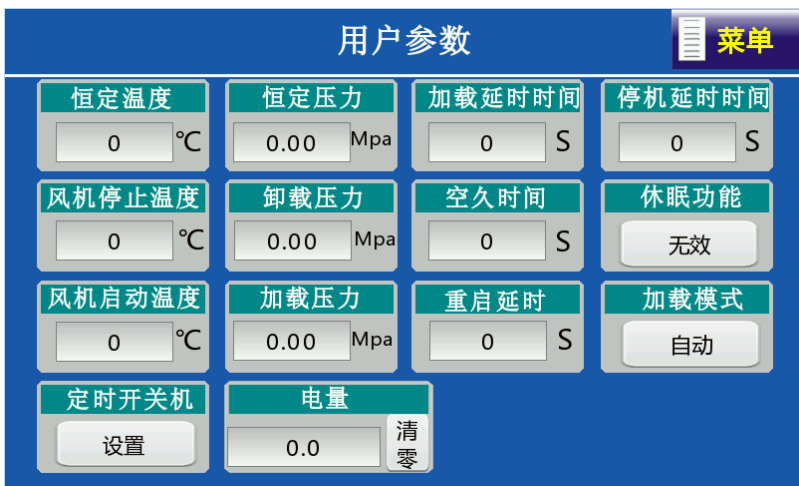 用户参数
菜单
恒定温度 恒定压力 加载延时时间 停机延时时间
0 ℃ 0.00 Mpa 0 S 0 S
风机停止温度 卸载压力 空久时间 休眠功能
0 ℃ 0.00 Mpa 0 S 无效
风机启动温度 加载压力 重启延时 加载模式
0 ℃ 0.00 Mpa 0 S 自动
定时开关机 电量
设置 0.0 清零